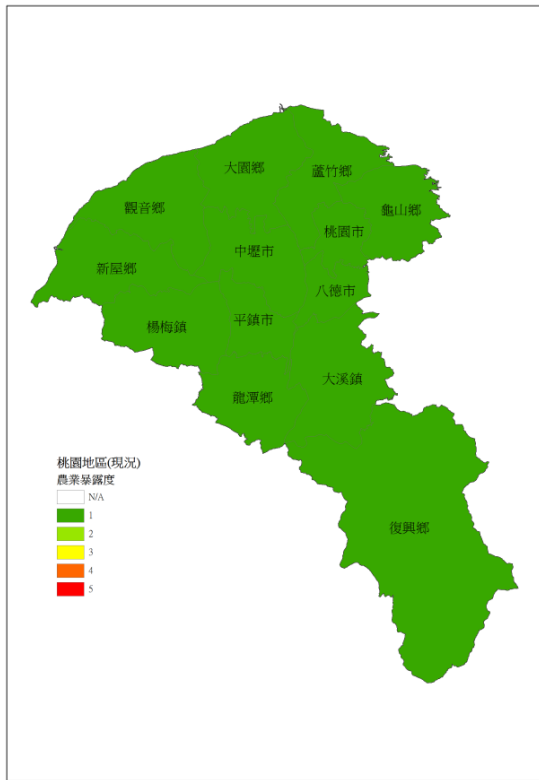 大園鄉
蘆竹鄉
觀音鄉
龜山鄉
桃園市
中壢市
新屋鄉
八德市
楊梅鎮
平鎮市
大溪鎮
龍潭鄉
復興鄉
桃園地區(現況)
農業暴露度
N/A
1
2
3
4
5